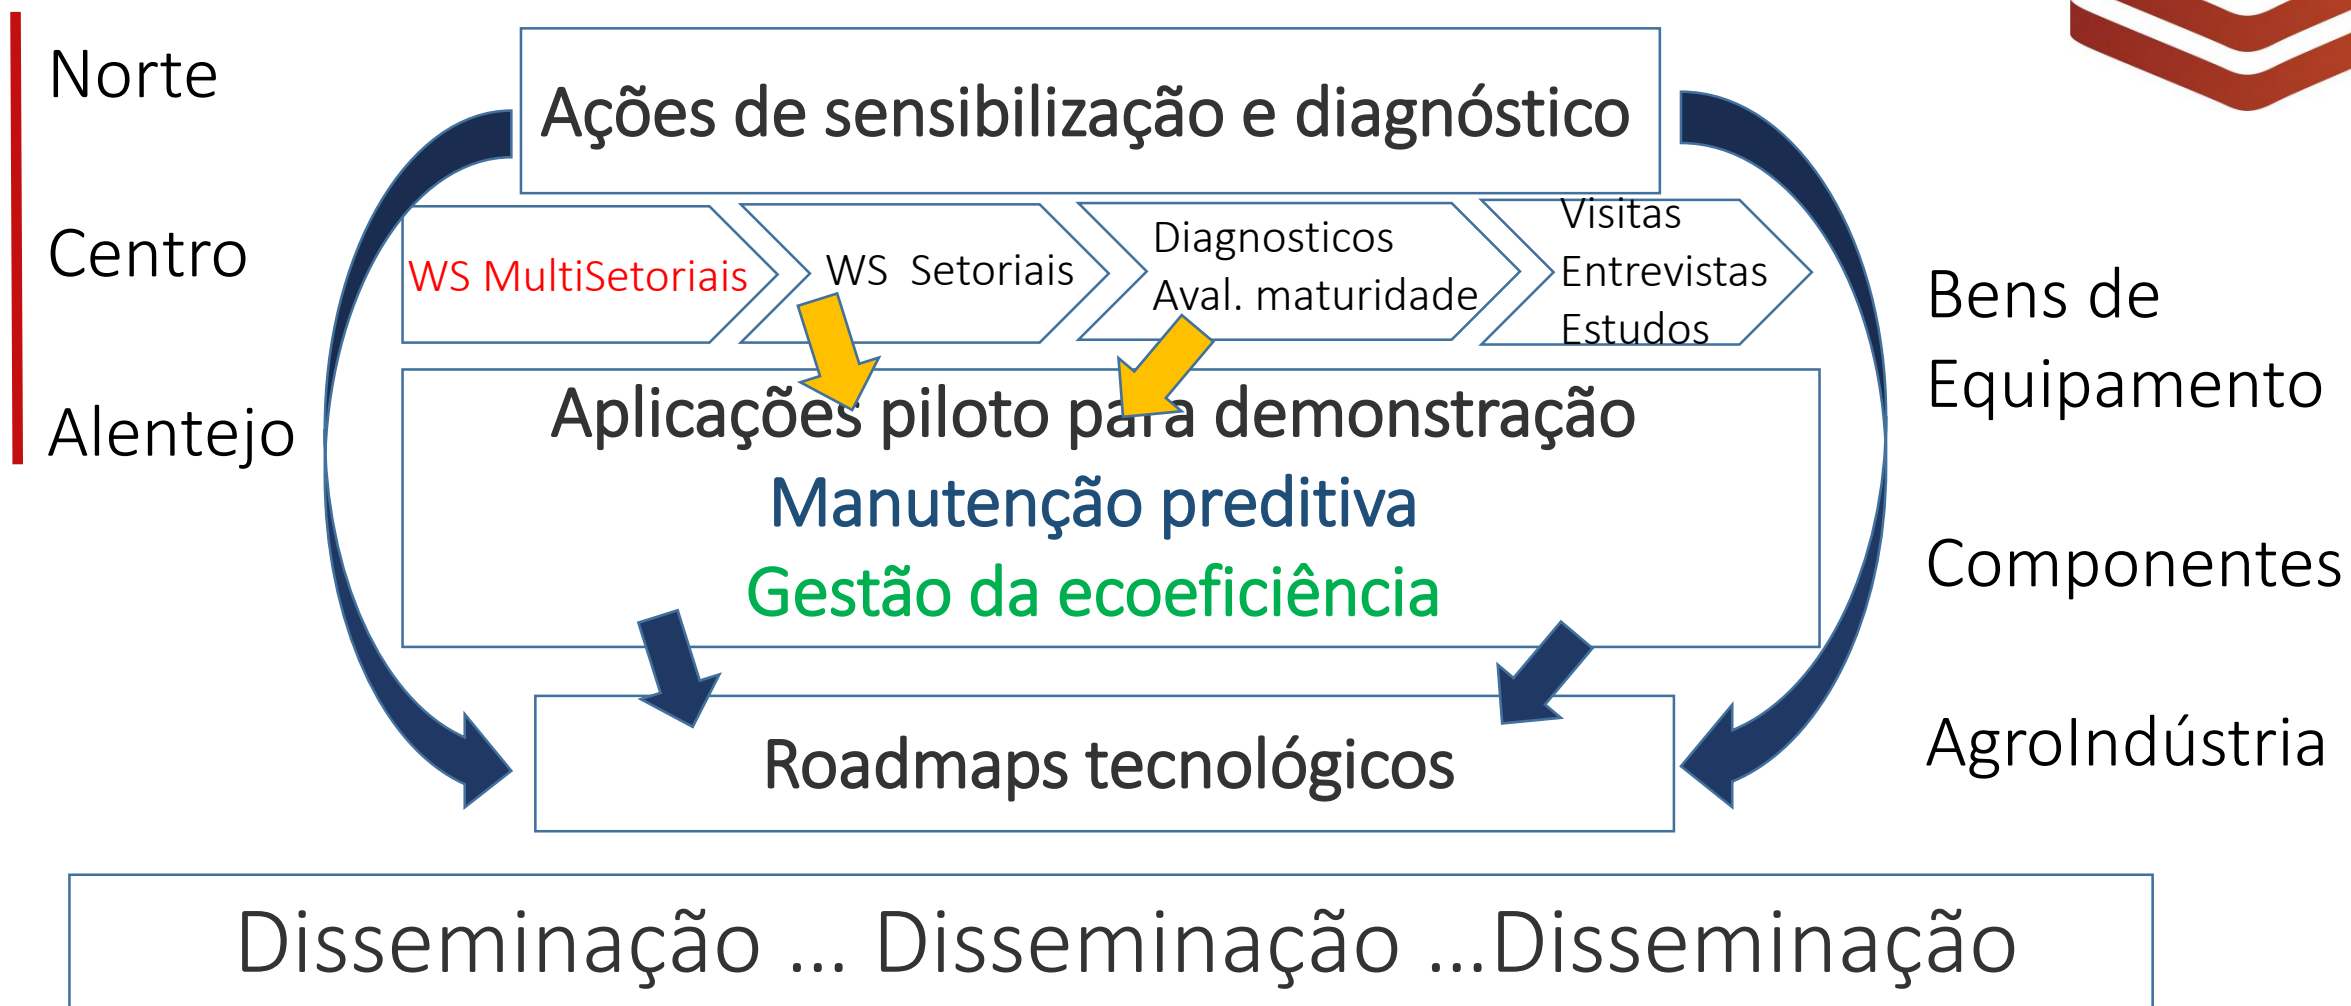 Norte
Centro
Alentejo
Ações de sensibilização e diagnóstico
WS MultiSetoriais
WS  Setoriais
Diagnosticos
Aval. maturidade
Visitas
Entrevistas
Estudos
Aplicações piloto para demonstração
Manutenção preditiva
Gestão da ecoeficiência
Roadmaps tecnológicos
Bens de
Equipamento
Componentes
AgroIndústria
Disseminação ... Disseminação ...Disseminação